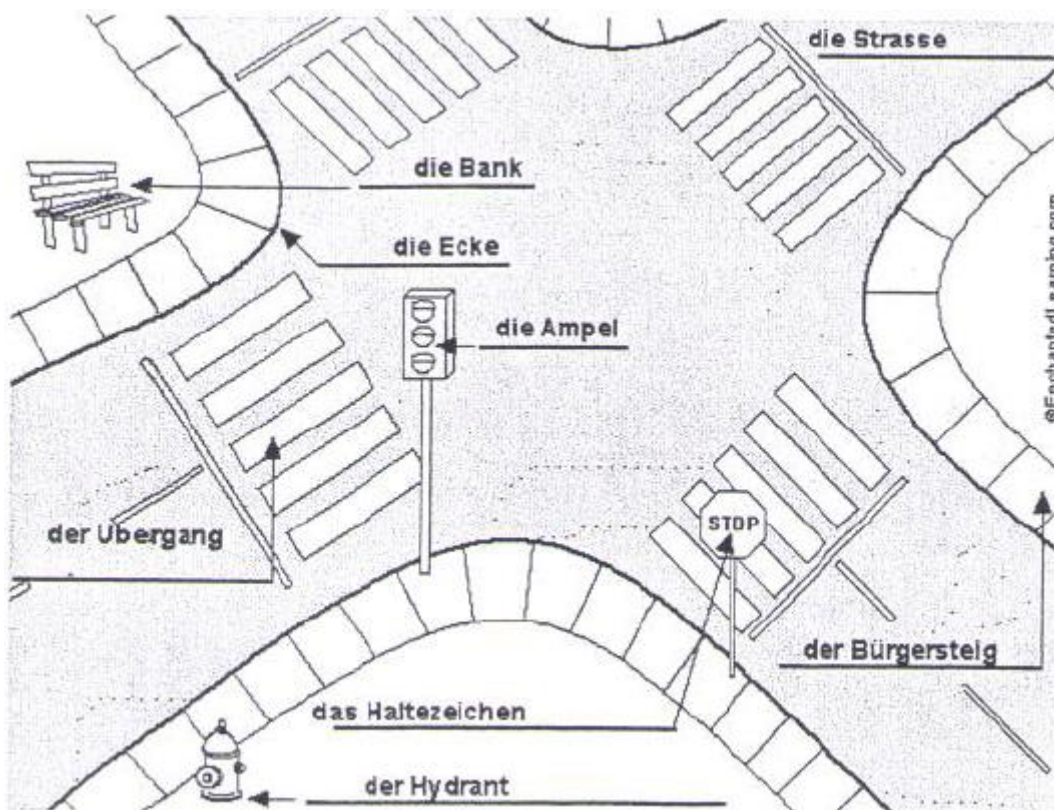 die Strasse
die Bank
die Ecke
die Ampel
STOP
der Ubergang
der Bürgersteig
das Haltezeichen
der Hydrant